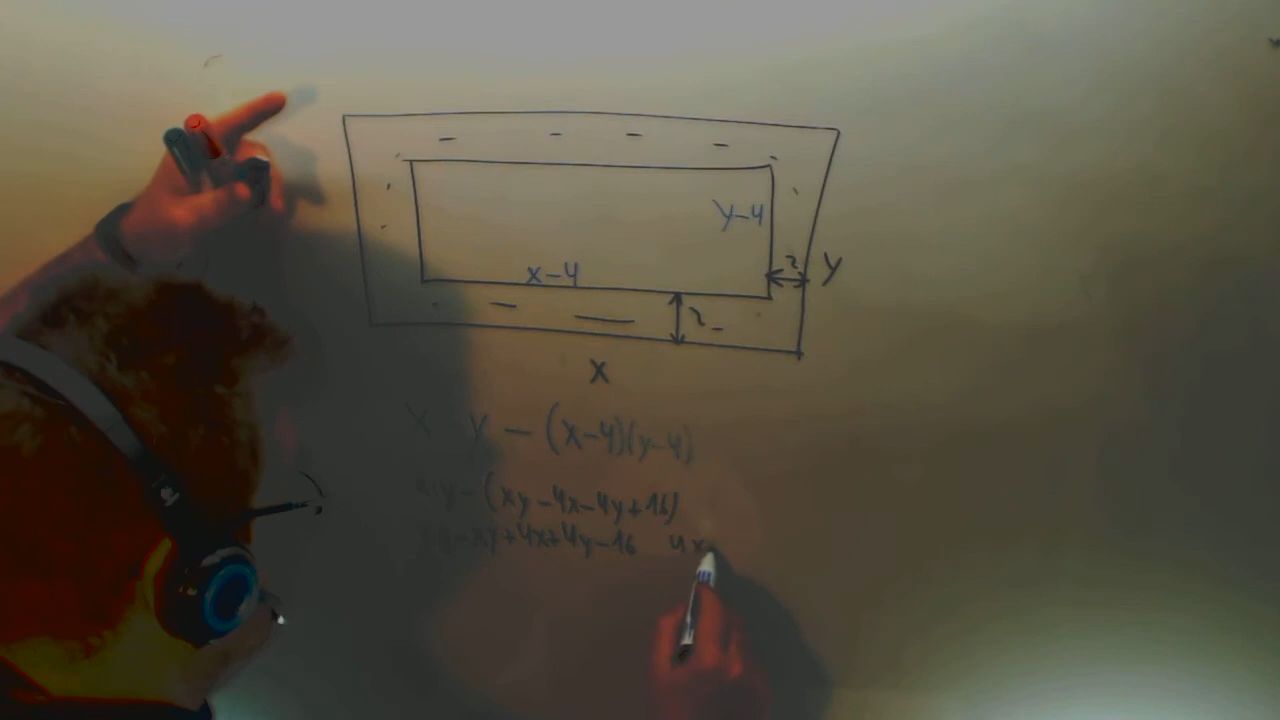 y-4
x-4
2
y
2
x
x y - (x-4)(y-4)
x·y - (xy - 4x - 4y + 16)
xy - xy + 4x + 4y - 16 4x